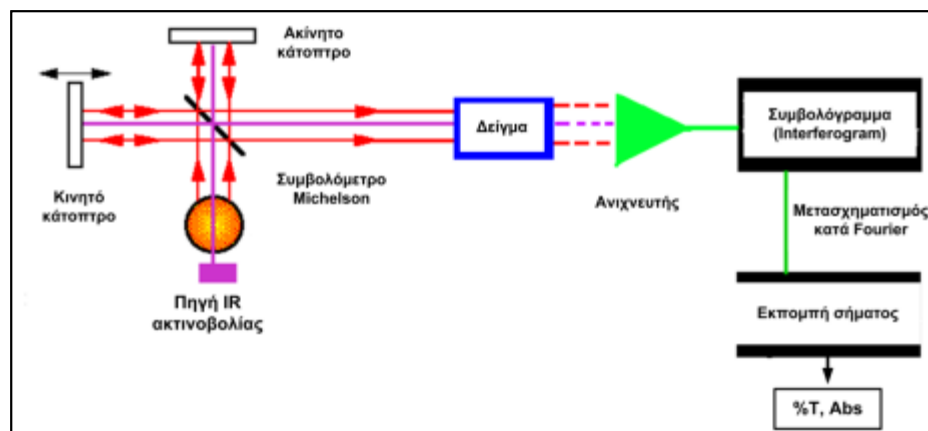 Ακίνητο
κάτοπτρο
Κινητό
κάτοπτρο
Συμβολόμετρο
Michelson
Πηγή IR
ακτινοβολίας
Δείγμα
Ανιχνευτής
Συμβολόγραμμα
(Interferogram)
Μετασχηματισμός
κατά Fourier
Εκπομπή σήματος
%T, Abs